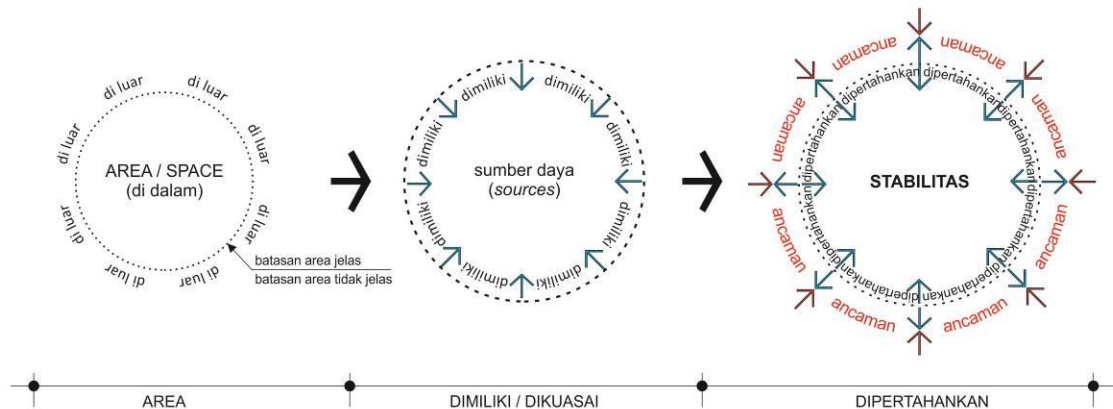 di luar
di luar
di luar
di luar
di luar
di luar
di luar
di luar
AREA / SPACE
(di dalam)
batasan area jelas
batasan area tidak jelas
dimiliki
dimiliki
dimiliki
dimiliki
dimiliki
dimiliki
dimiliki
dimiliki
sumber daya
(sources)
ancaman
ancaman
ancaman
ancaman
ancaman
ancaman
ancaman
ancaman
dipertahankan
dipertahankan
dipertahankan
dipertahankan
dipertahankan
dipertahankan
dipertahankan
dipertahankan
STABILITAS
AREA
DIMILIKI / DIKUASAI
DIPERTAHANKAN